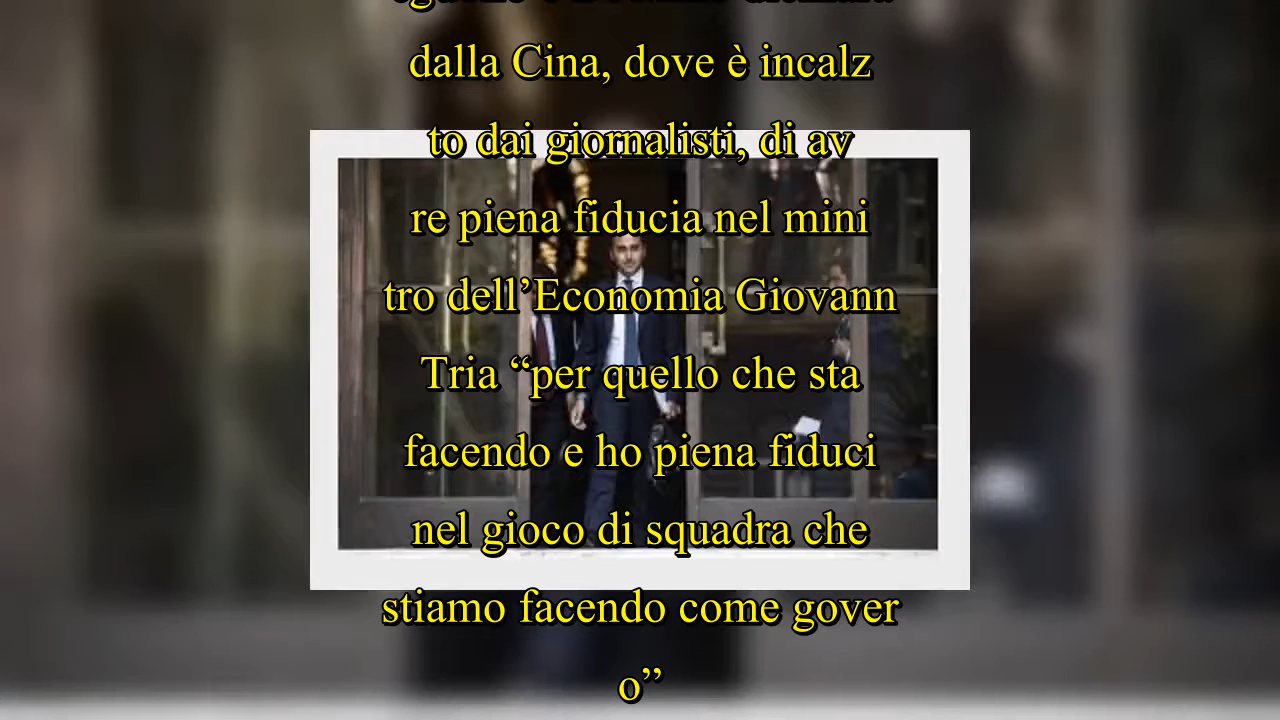 dalla Cina, dove è incalz
to dai giornalisti, di av
re piena fiducia nel mini
tro dell’Economia Giovann
Tria “per quello che sta
facendo e ho piena fiduci
nel gioco di squadra che
stiamo facendo come gover
o”